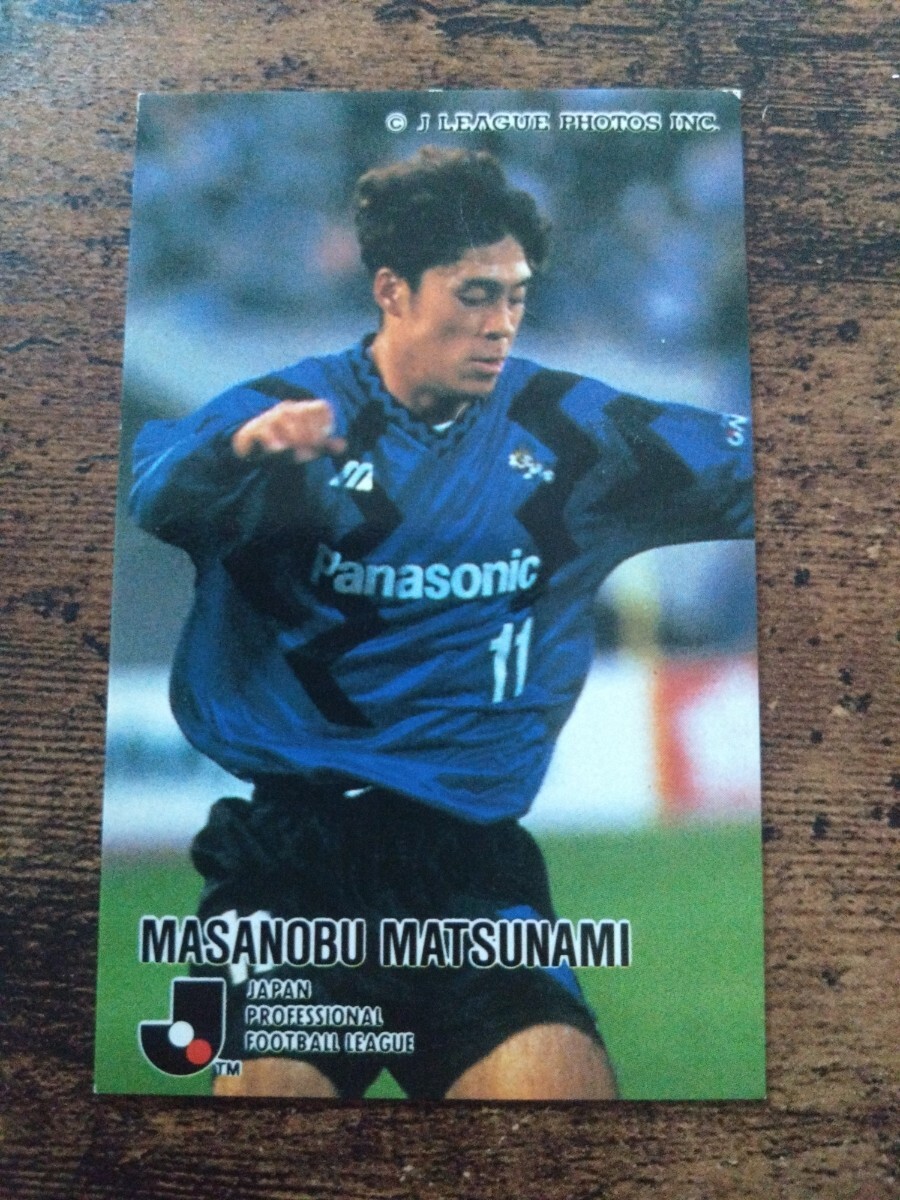 © J LEAGUE PHOTOS INC.
Panasonic
11
MASANOBU MATSUNAMI
JAPAN
PROFESSIONAL
FOOTBALL LEAGUE
TM